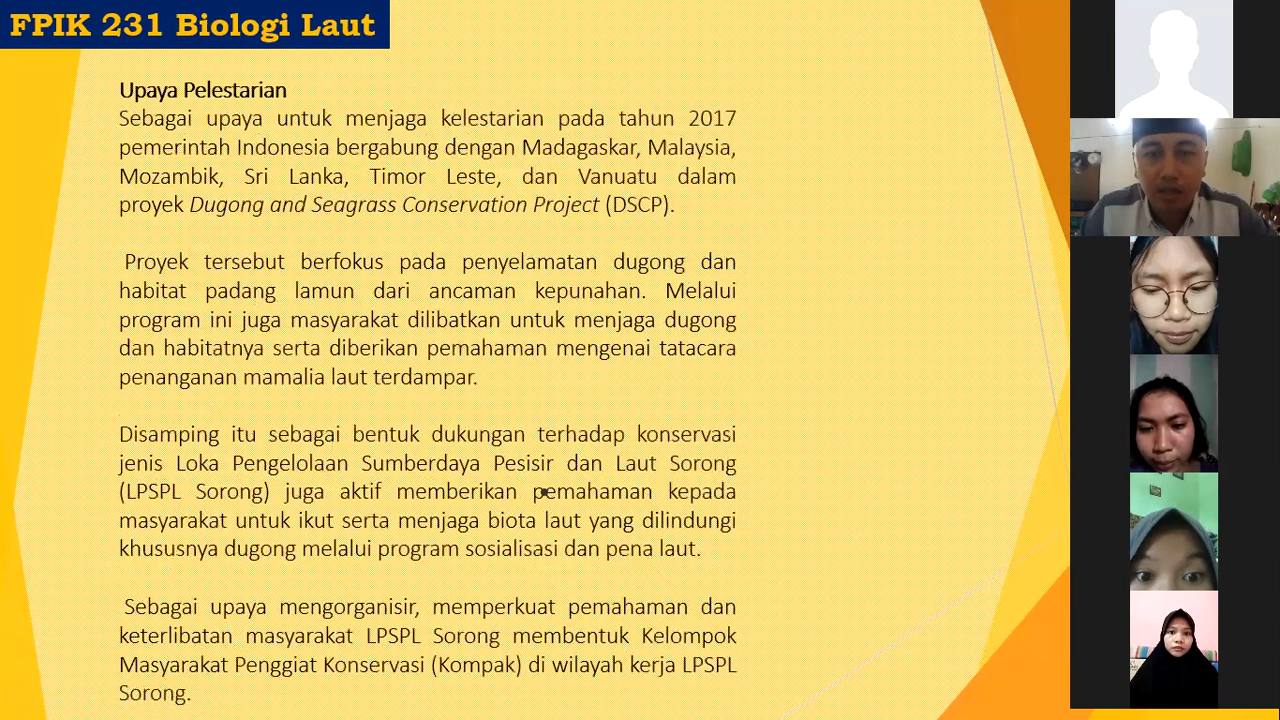 FPIK 231 Biologi Laut
Upaya Pelestarian
Sebagai upaya untuk menjaga kelestarian pada tahun 2017
pemerintah Indonesia bergabung dengan Madagaskar, Malaysia,
Mozambik, Sri Lanka, Timor Leste, dan Vanuatu dalam
proyek Dugong and Seagrass Conservation Project (DSCP).
Proyek tersebut berfokus pada penyelamatan dugong dan
habitat padang lamun dari ancaman kepunahan. Melalui
program ini juga masyarakat dilibatkan untuk menjaga dugong
dan habitatnya serta diberikan pemahaman mengenai tatacara
penanganan mamalia laut terdampar.
Disamping itu sebagai bentuk dukungan terhadap konservasi
jenis Loka Pengelolaan Sumberdaya Pesisir dan Laut Sorong
(LPSPL Sorong) juga aktif memberikan pemahaman kepada
masyarakat untuk ikut serta menjaga biota laut yang dilindungi
khususnya dugong melalui program sosialisasi dan pena laut.
Sebagai upaya mengorganisir, memperkuat pemahaman dan
keterlibatan masyarakat LPSPL Sorong membentuk Kelompok
Masyarakat Penggiat Konservasi (Kompak) di wilayah kerja LPSPL
Sorong.